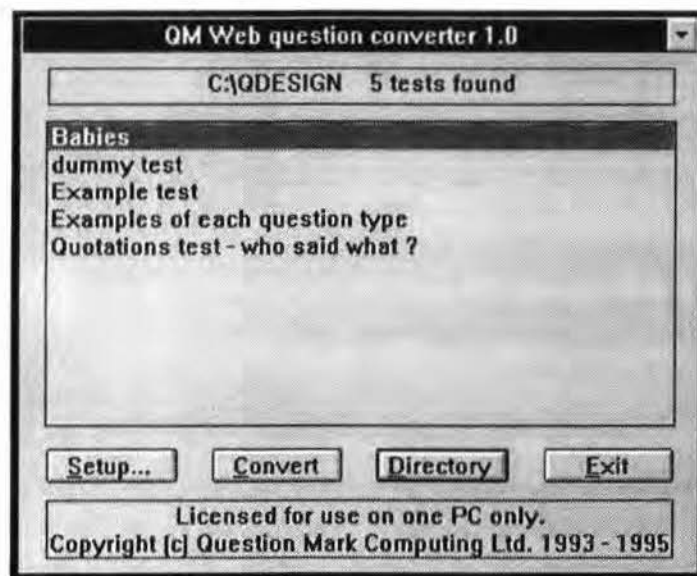 QM Web question converter 1.0
C:\QDESIGN 5 tests found
Babies
dummy test
Example test
Examples of each question type
Quotations test - who said what ?
Setup... Convert Directory Exit
Licensed for use on one PC only.
Copyright (c) Question Mark Computing Ltd. 1993 - 1995